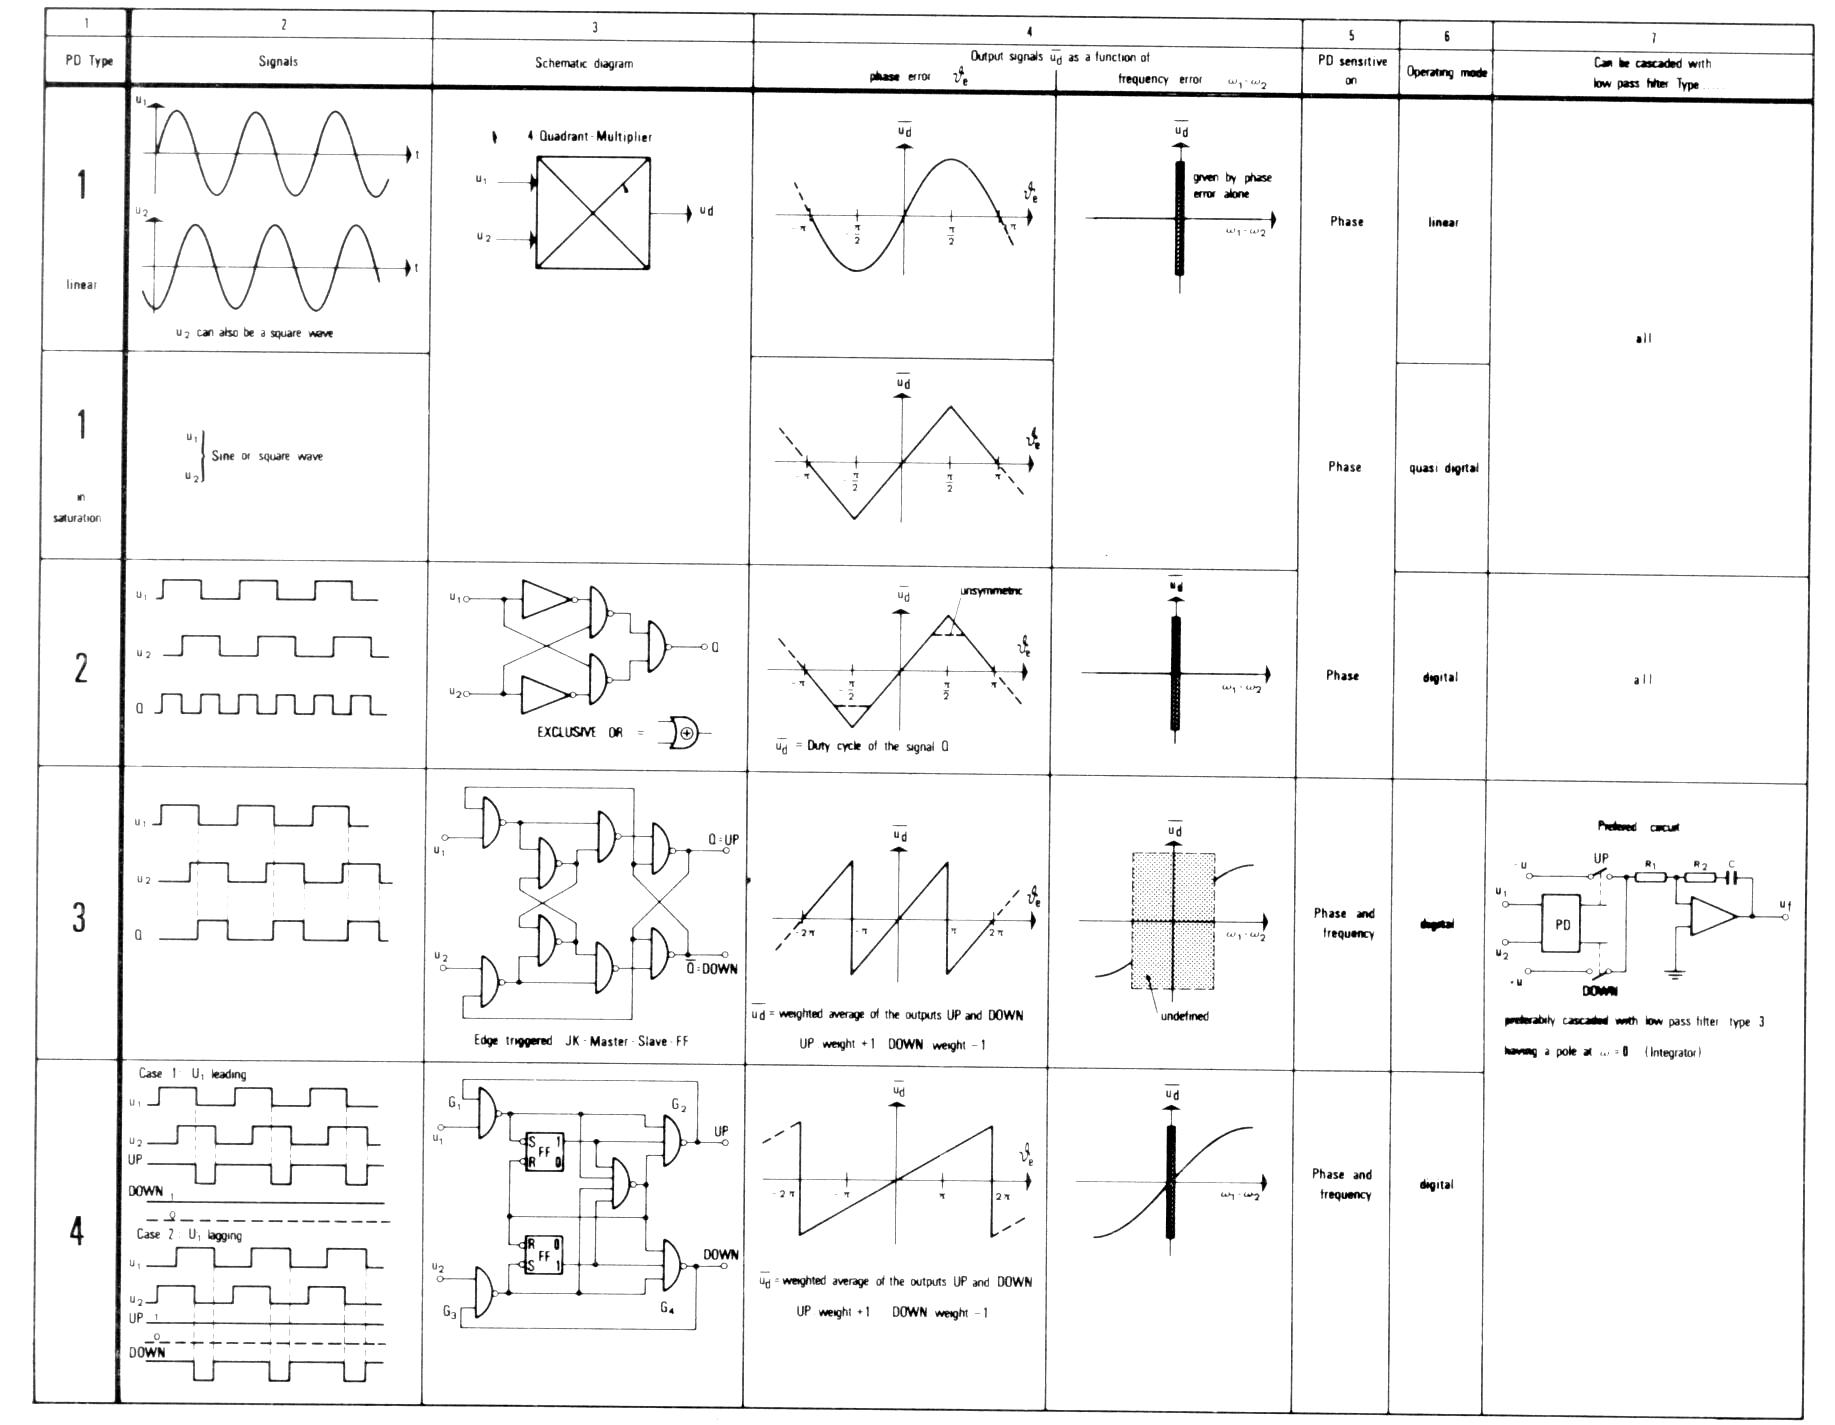 1 2 3 4 5 6 7
PD Type
Signals
Schematic diagram
Output signals u̅d as a function of
phase error ϑe
frequency error ω1-ω2
PD sensitive
on
Operating mode
Can be cascaded with
low pass filter Type .....
1
linear
u1
t
u2
t
u2 can also be a square wave
4 Quadrant-Multiplier
u1
u2
ud
u̅d
ϑe
-π
-π/2
π/2
π
u̅d
given by phase
error alone
ω1-ω2
Phase
linear
all
1
in
saturation
u1
u2
Sine or square wave
u̅d
ϑe
-π
-π/2
π/2
π
Phase
quasi digital
2
u1
u2
Q
u1
u2
Q
EXCLUSIVE OR =
u̅d
unsymmetric
ϑe
-π
-π/2
π/2
π
u̅d = Duty cycle of the signal Q
u̅d
ω1-ω2
Phase
digital
all
3
u1
u2
Q
u1
u2
Q=UP
Q̅=DOWN
Edge triggered JK-Master-Slave-FF
u̅d
ϑe
-2π
-π
π
2π
u̅d = weighted average of the outputs UP and DOWN
UP weight +1 DOWN weight -1
u̅d
ω1-ω2
undefined
Phase and
frequency
digital
Prefered circuit
-u
UP
R1
R2
C
u1
PD
u2
uf
+u
DOWN
preferabily cascaded with low pass filter type 3
having a pole at ω=0 (Integrator)
4
Case 1: U1 leading
u1
u2
UP
DOWN 1
0
Case 2: U1 lagging
u1
u2
UP 1
0
DOWN
G1
u1
G2
UP
S 1
FF
R 0
R 0
FF
S 1
DOWN
u2
G3
G4
u̅d
ϑe
-2π
-π
π
2π
u̅d = weighted average of the outputs UP and DOWN
UP weight +1 DOWN weight -1
u̅d
ω1-ω2
Phase and
frequency
digital